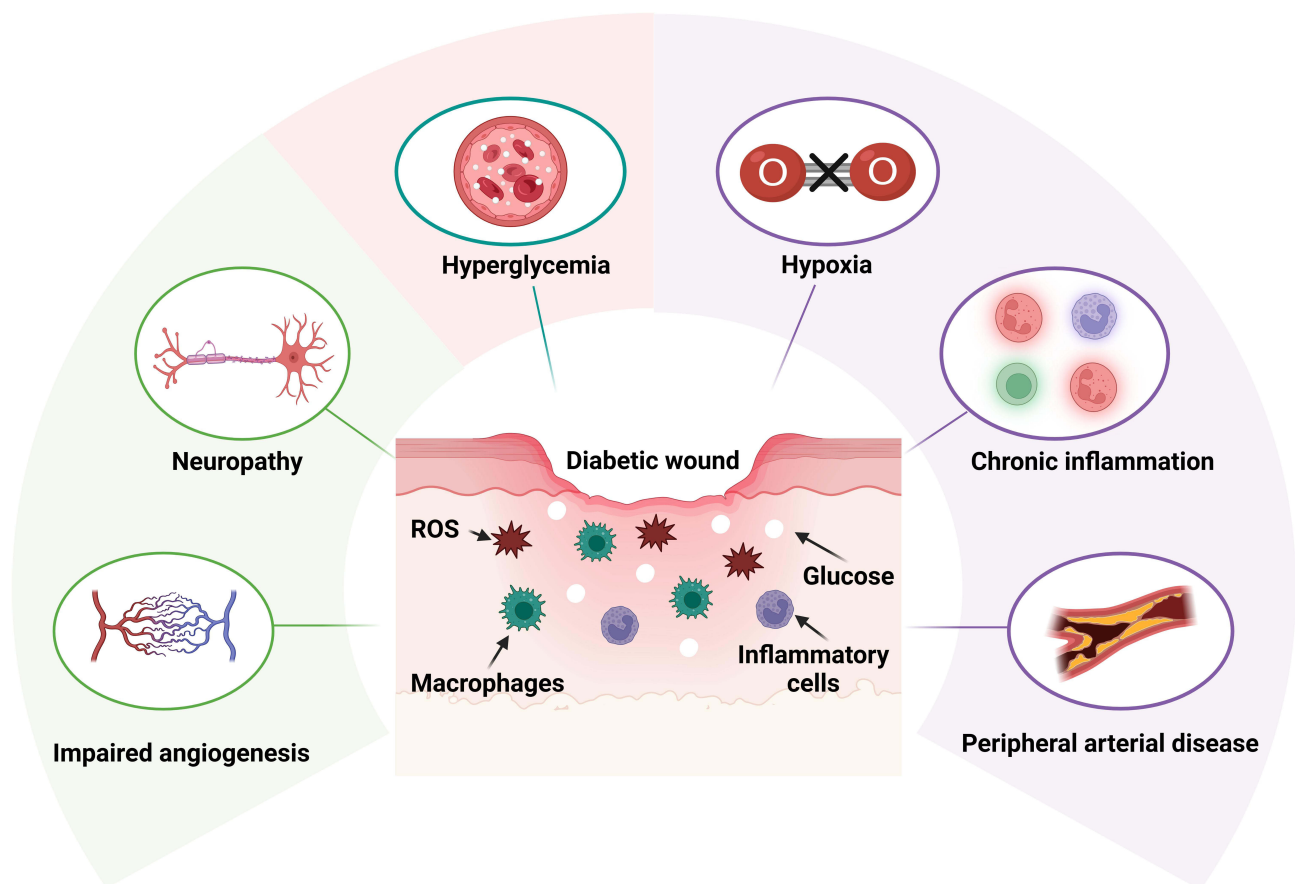 Hyperglycemia
Hypoxia
O
O
Neuropathy
Chronic inflammation
Diabetic wound
ROS
Glucose
Macrophages
Inflammatory
cells
Impaired angiogenesis
Peripheral arterial disease